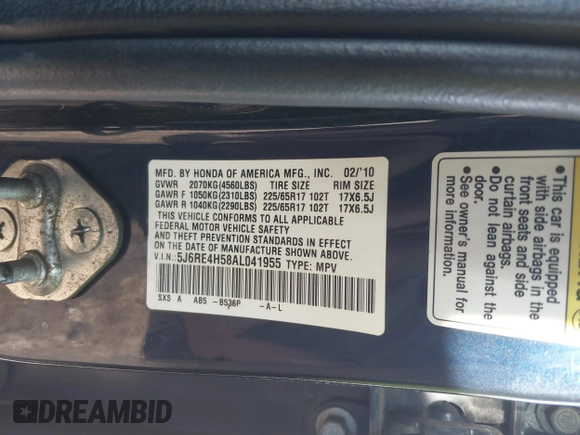 MFD. BY HONDA OF AMERICA MFG., INC. 02/'10
GVWR 2070KG(4560LBS) TIRE SIZE RIM SIZE
GAWR F 1050KG(2310LBS) 225/65R17 102T 17X6.5J
GAWR R 1040KG(2290LBS) 225/65R17 102T 17X6.5J
THIS VEHICLE CONFORMS TO ALL APPLICABLE
FEDERAL MOTOR VEHICLE SAFETY
AND THEFT PREVENTION STANDARDS IN EFFECT
ON THE DATE OF MANUFACTURE SHOWN ABOVE.
V.I.N.: 5J6RE4H58AL041955 TYPE: MPV
SXS A AB5 -B536P -A-L
•This car is equipped
with side airbags in
the front seats and side
curtain airbags.
•Do not lean against the
door.
•See owner's manual for
more information.
DREAMBID